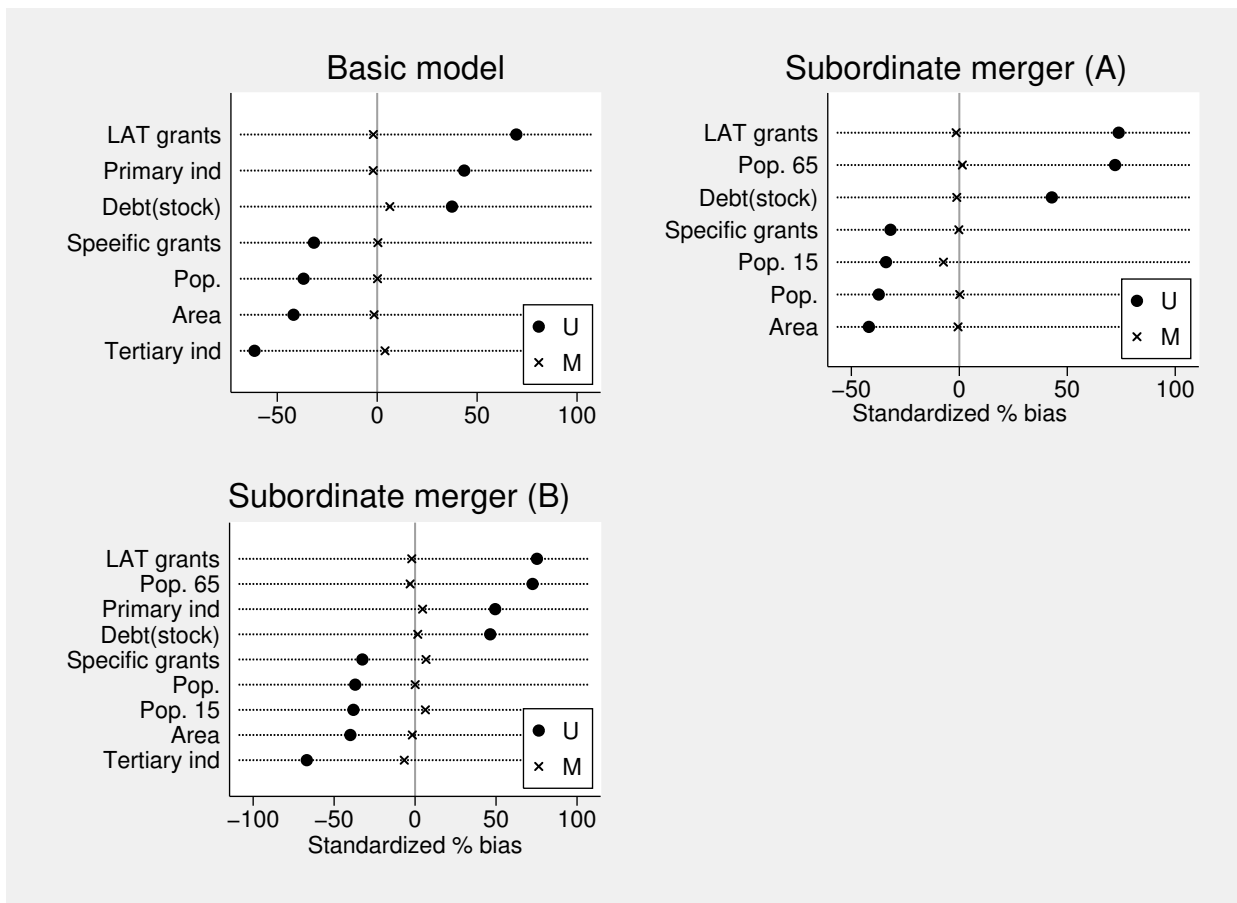 Basic model
LAT grants
Primary ind
Debt(stock)
Speeific grants
Pop.
Area
Tertiary ind
U
M
−50 0 50 100
Subordinate merger (A)
LAT grants
Pop. 65
Debt(stock)
Specific grants
Pop. 15
Pop.
Area
U
M
−50 0 50 100
Standardized % bias
Subordinate merger (B)
LAT grants
Pop. 65
Primary ind
Debt(stock)
Specific grants
Pop.
Pop. 15
Area
Tertiary ind
U
M
−100 −50 0 50 100
Standardized % bias